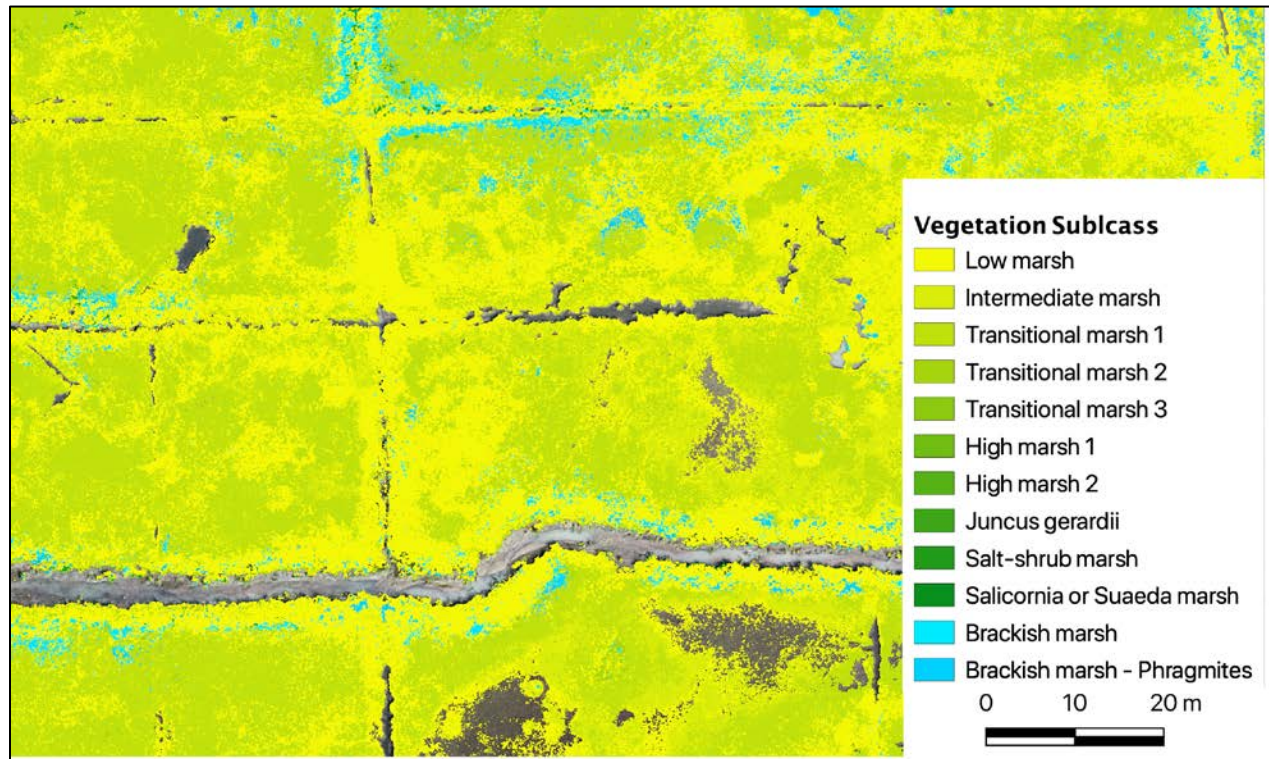 Vegetation Sublcass
Low marsh
Intermediate marsh
Transitional marsh 1
Transitional marsh 2
Transitional marsh 3
High marsh 1
High marsh 2
Juncus gerardii
Salt-shrub marsh
Salicornia or Suaeda marsh
Brackish marsh
Brackish marsh - Phragmites
0 10 20 m